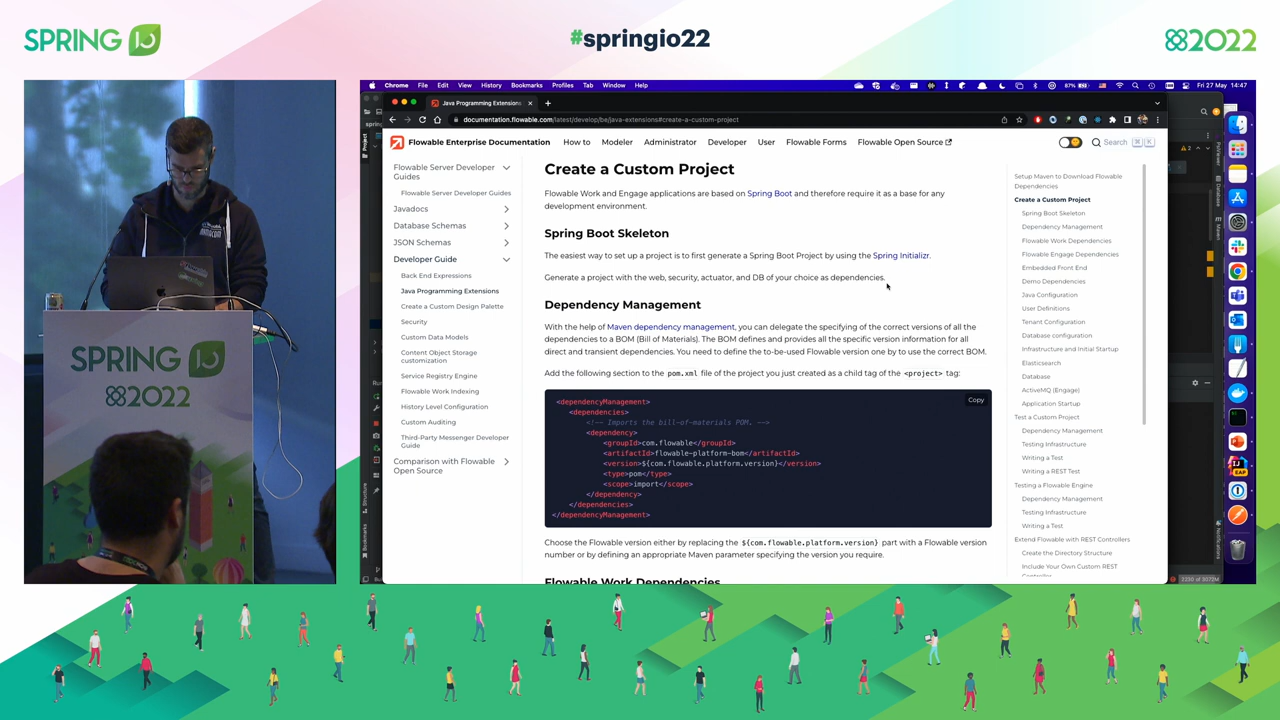 SPRING IO
#springio22
2022
Chrome File Edit View History Bookmarks Profiles Tab Window Help
87% Fri 27 May 14:47
Java Programming Extensions
documentation.flowable.com/latest/develop/be/java-extensions#create-a-custom-project
Flowable Enterprise Documentation How to Modeler Administrator Developer User Flowable Forms Flowable Open Source Search
Flowable Server Developer
Guides
Flowable Server Developer Guides
Javadocs
Database Schemas
JSON Schemas
Developer Guide
Back End Expressions
Java Programming Extensions
Create a Custom Design Palette
Security
Custom Data Models
Content Object Storage
customization
Service Registry Engine
Flowable Work Indexing
History Level Configuration
Custom Auditing
Third-Party Messenger Developer
Guide
Comparison with Flowable
Open Source
Create a Custom Project
Flowable Work and Engage applications are based on Spring Boot and therefore require it as a base for any
development environment.
Spring Boot Skeleton
The easiest way to set up a project is to first generate a Spring Boot Project by using the Spring Initializr.
Generate a project with the web, security, actuator, and DB of your choice as dependencies.
Dependency Management
With the help of Maven dependency management, you can delegate the specifying of the correct versions of all the
dependencies to a BOM (Bill of Materials). The BOM defines and provides all the specific version information for
all direct and transient dependencies. You need to define the to-be-used Flowable version one by to use the correct BOM.
Add the following section to the pom.xml file of the project you just created as a child tag of the <project> tag:
Copy
<dependencyManagement>
<dependencies>
<!-- Imports the bill-of-materials POM. -->
<dependency>
<groupId>com.flowable</groupId>
<artifactId>flowable-platform-bom</artifactId>
<version>${com.flowable.platform.version}</version>
<type>pom</type>
<scope>import</scope>
</dependency>
</dependencies>
</dependencyManagement>
Choose the Flowable version either by replacing the ${com.flowable.platform.version} part with a Flowable version
number or by defining an appropriate Maven parameter specifying the version you require.
Flowable Work Dependencies
Setup Maven to Download Flowable
Dependencies
Create a Custom Project
Spring Boot Skeleton
Dependency Management
Flowable Work Dependencies
Flowable Engage Dependencies
Embedded Front End
Demo Dependencies
Java Configuration
User Definitions
Tenant Configuration
Database configuration
Infrastructure and Initial Startup
Elasticsearch
Database
ActiveMQ (Engage)
Application Startup
Test a Custom Project
Dependency Management
Testing Infrastructure
Writing a Test
Writing a REST Test
Testing a Flowable Engine
Dependency Management
Testing Infrastructure
Writing a Test
Extend Flowable with REST Controllers
Create the Directory Structure
Include Your Own Custom REST
Controller
SPRING IO
2022